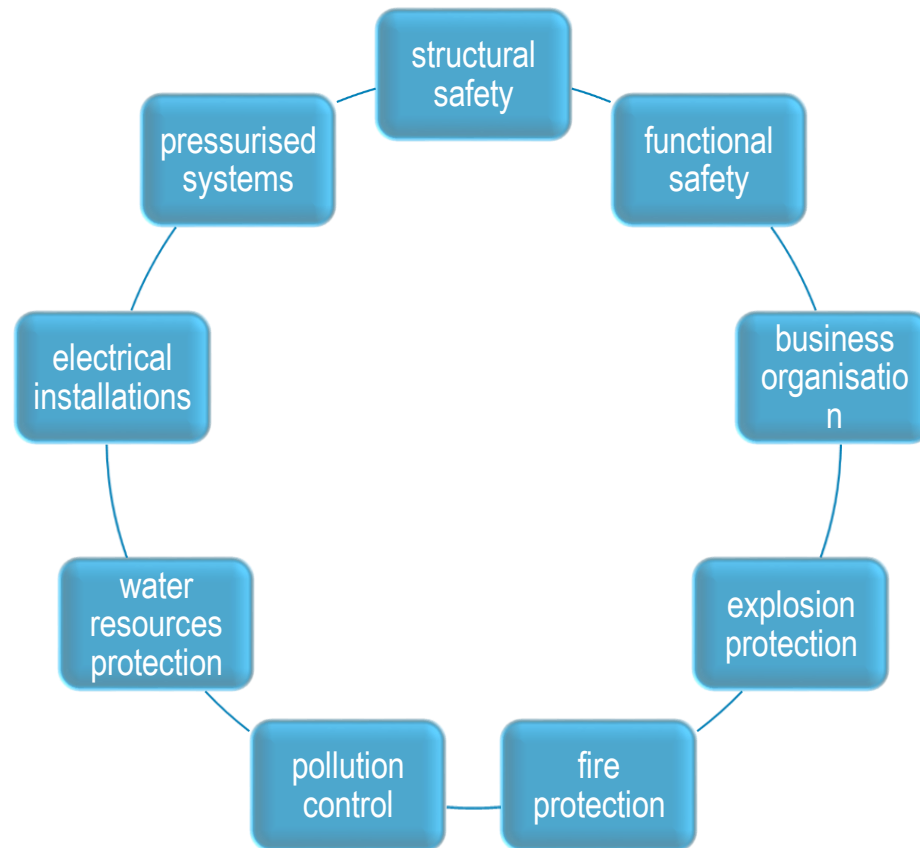 structural
safety
functional
safety
business
organisatio
n
explosion
protection
fire
protection
pollution
control
water
resources
protection
electrical
installations
pressurised
systems